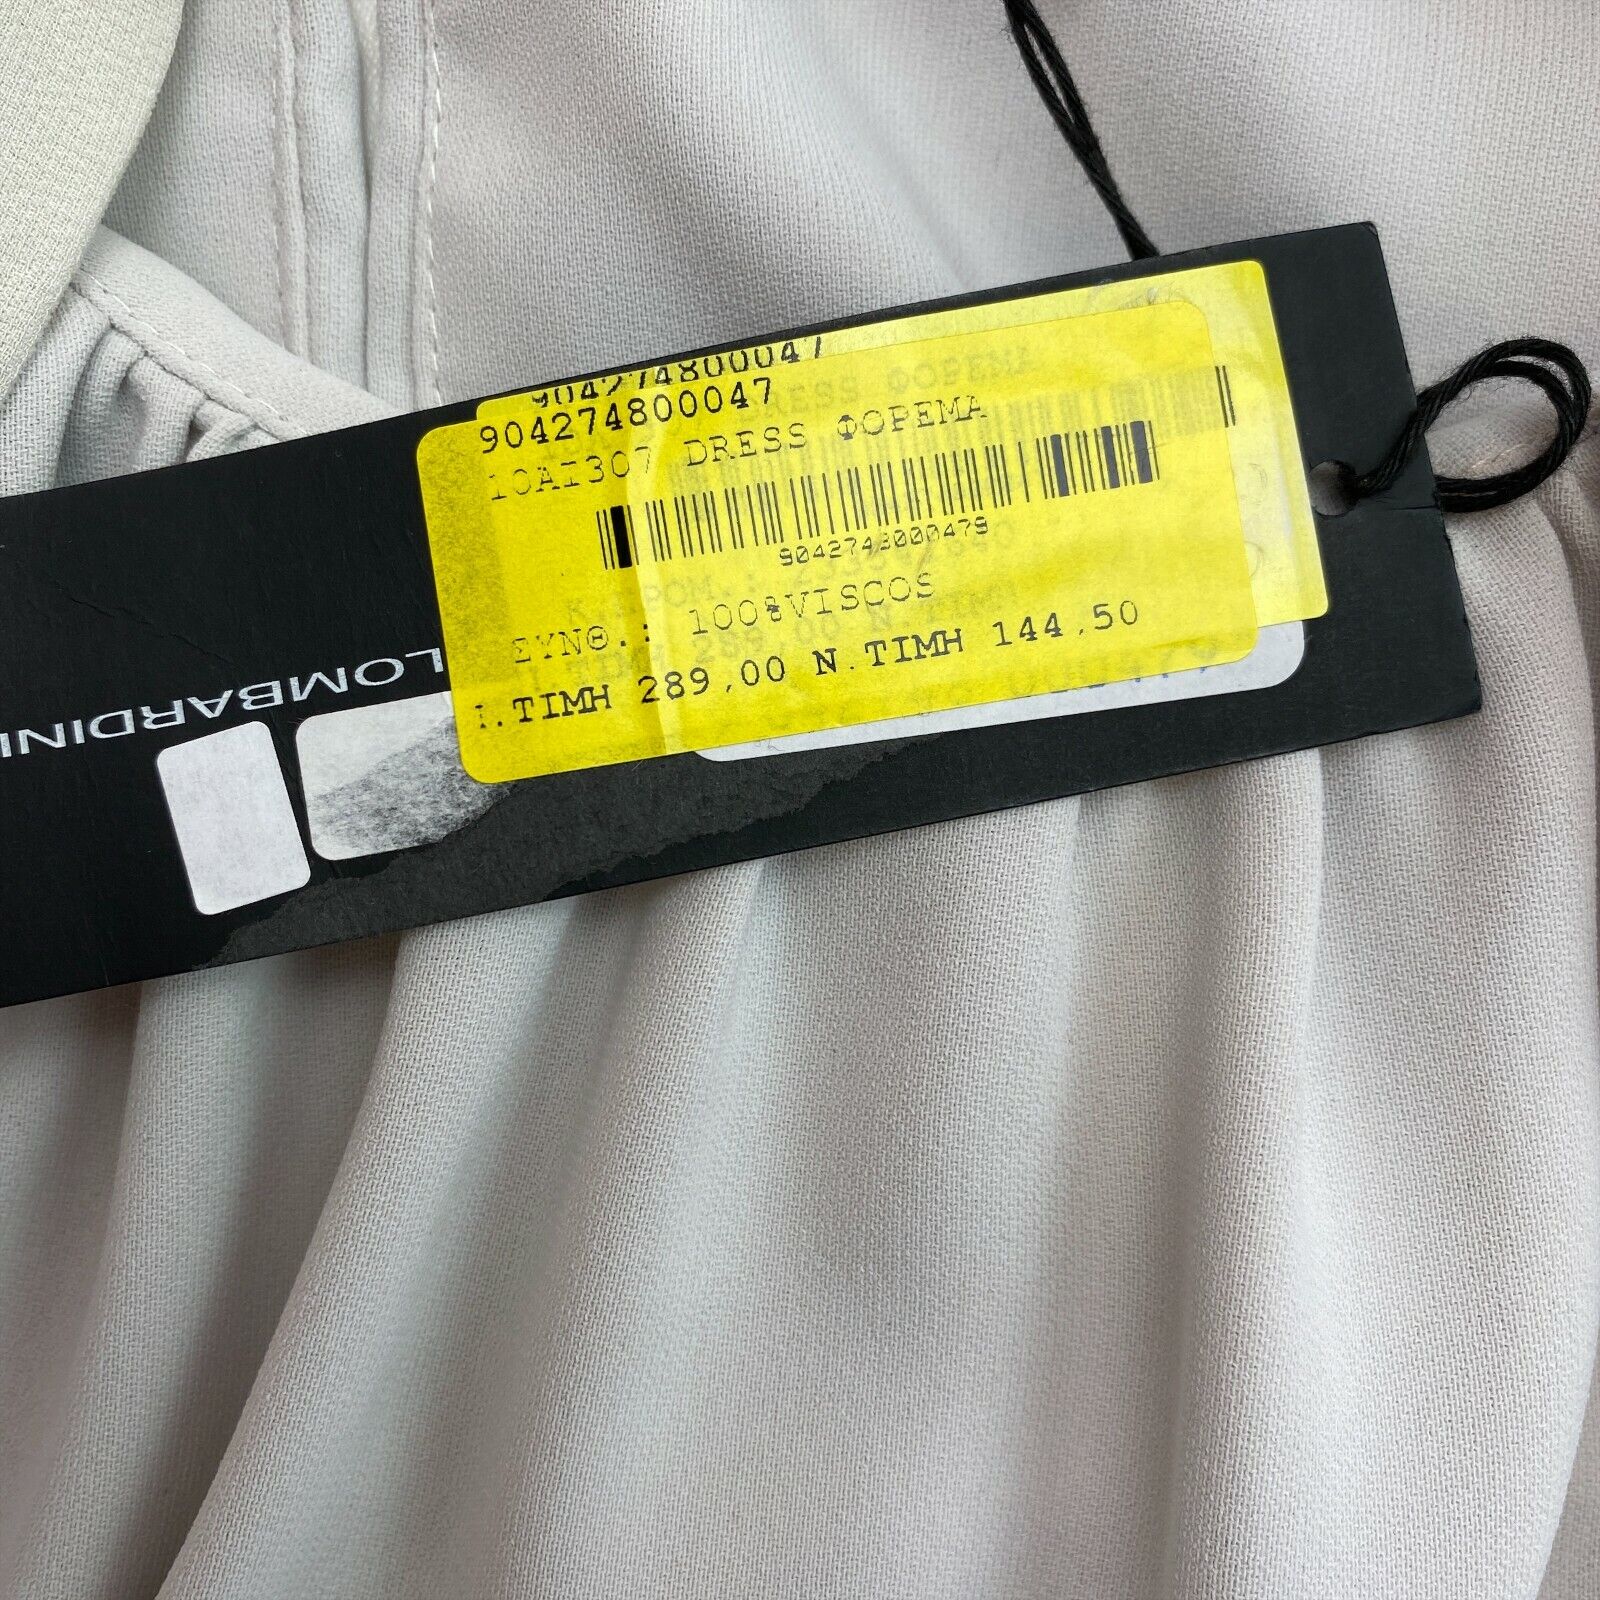 904274800047
904274800047
10AI307 DRESS ΦΟΡΕΜΑ
9042748000479
ΣΥΝΘ.: 100%VISCOS
ΤΙΜΗ 289,00 Ν.ΤΙΜΗ 144,50
LOMBARDINI